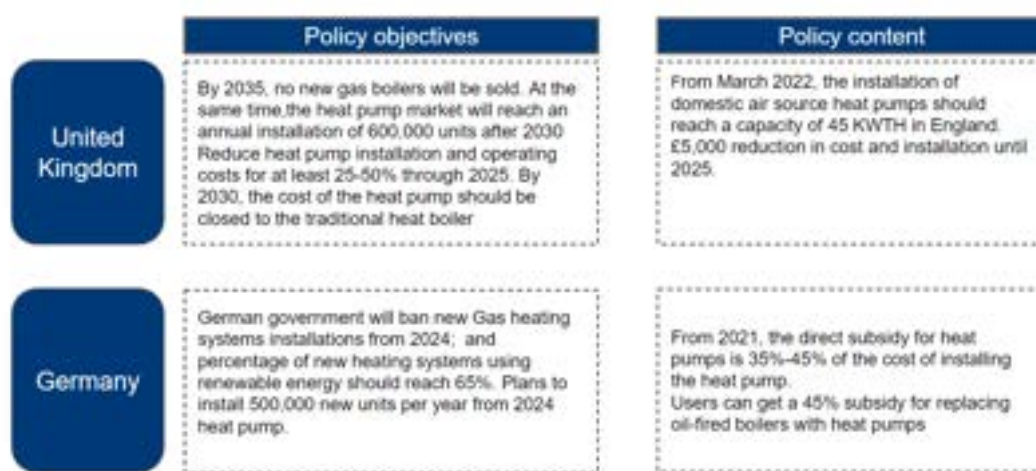 Policy objectives
Policy content
United
Kingdom
By 2035, no new gas boilers will be sold. At the
same time,the heat pump market will reach an
annual installation of 600,000 units after 2030
Reduce heat pump installation and operating
costs for at least 25-50% through 2025. By
2030, the cost of the heat pump should be
closed to the traditional heat boiler
From March 2022, the installation of
domestic air source heat pumps should
reach a capacity of 45 KWTH in England.
£5,000 reduction in cost and installation until
2025.
Germany
German government will ban new Gas heating
systems installations from 2024; and
percentage of new heating systems using
renewable energy should reach 65%. Plans to
install 500,000 new units per year from 2024
heat pump.
From 2021, the direct subsidy for heat
pumps is 35%-45% of the cost of installing
the heat pump.
Users can get a 45% subsidy for replacing
oil-fired boilers with heat pumps